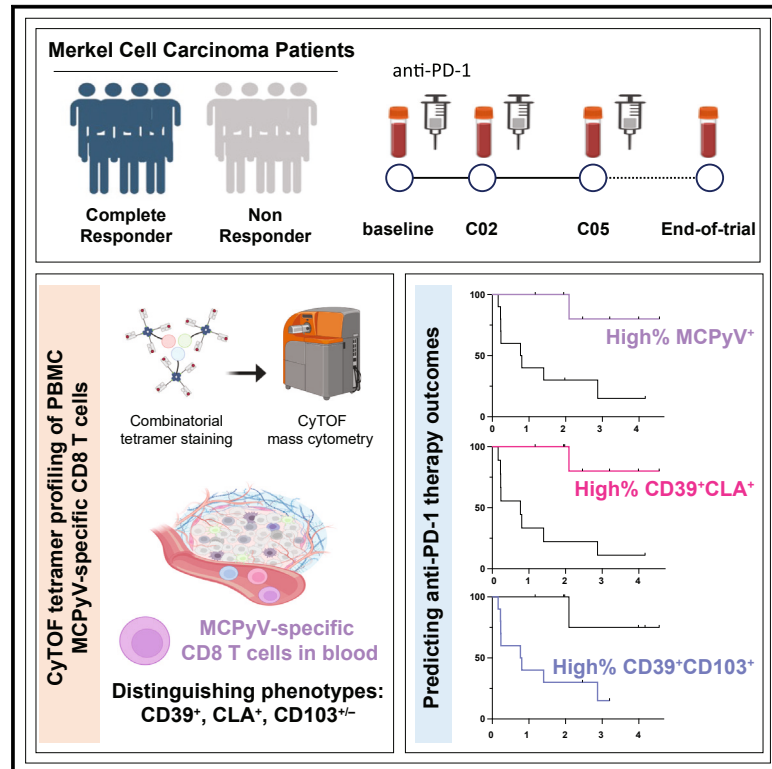 Merkel Cell Carcinoma Patients
Complete
Responder
Non
Responder
anti-PD-1
baseline
C02
C05
End-of-trial
CyTOF tetramer profiling of PBMC
MCPyV-specific CD8 T cells
Combinatorial
tetramer staining
CyTOF
mass cytometry
MCPyV-specific
CD8 T cells in blood
Distinguishing phenotypes:
CD39⁺, CLA⁺, CD103⁺/⁻
Predicting anti-PD-1 therapy outcomes
100
50
0
0
1
2
3
4
High% MCPyV⁺
100
50
0
0
1
2
3
4
High% CD39⁺CLA⁺
100
50
0
0
1
2
3
4
High% CD39⁺CD103⁺